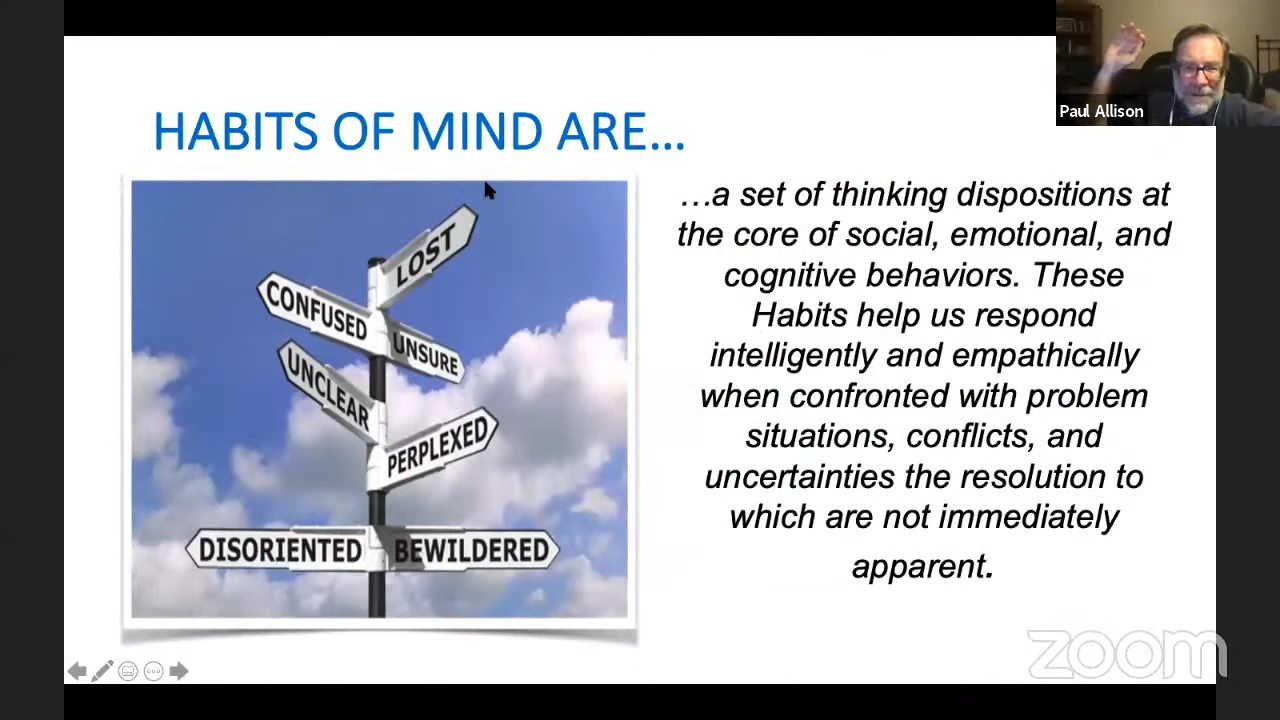 HABITS OF MIND ARE...
Paul Allison
LOST
CONFUSED
UNSURE
UNCLEAR
PERPLEXED
DISORIENTED
BEWILDERED
...a set of thinking dispositions at
the core of social, emotional, and
cognitive behaviors. These
Habits help us respond
intelligently and empathically
when confronted with problem
situations, conflicts, and
uncertainties the resolution to
which are not immediately
apparent.
zoom